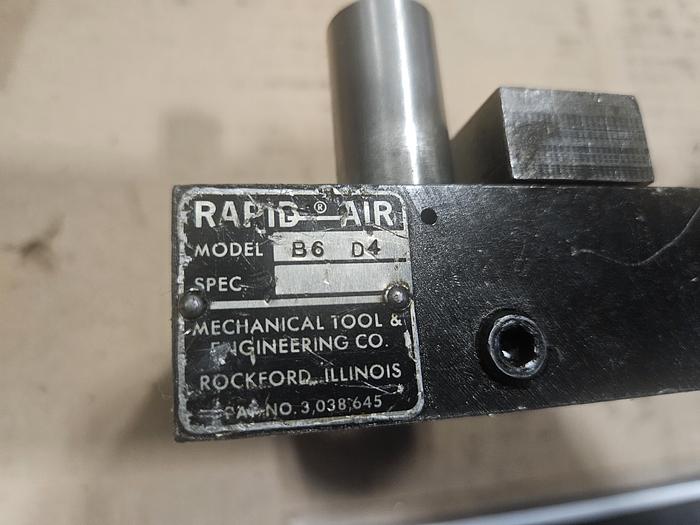 RAPID® AIR
MODEL B6 D4
SPEC.
MECHANICAL TOOL &
ENGINEERING CO.
ROCKFORD, ILLINOIS
PAT. NO. 3,038,645